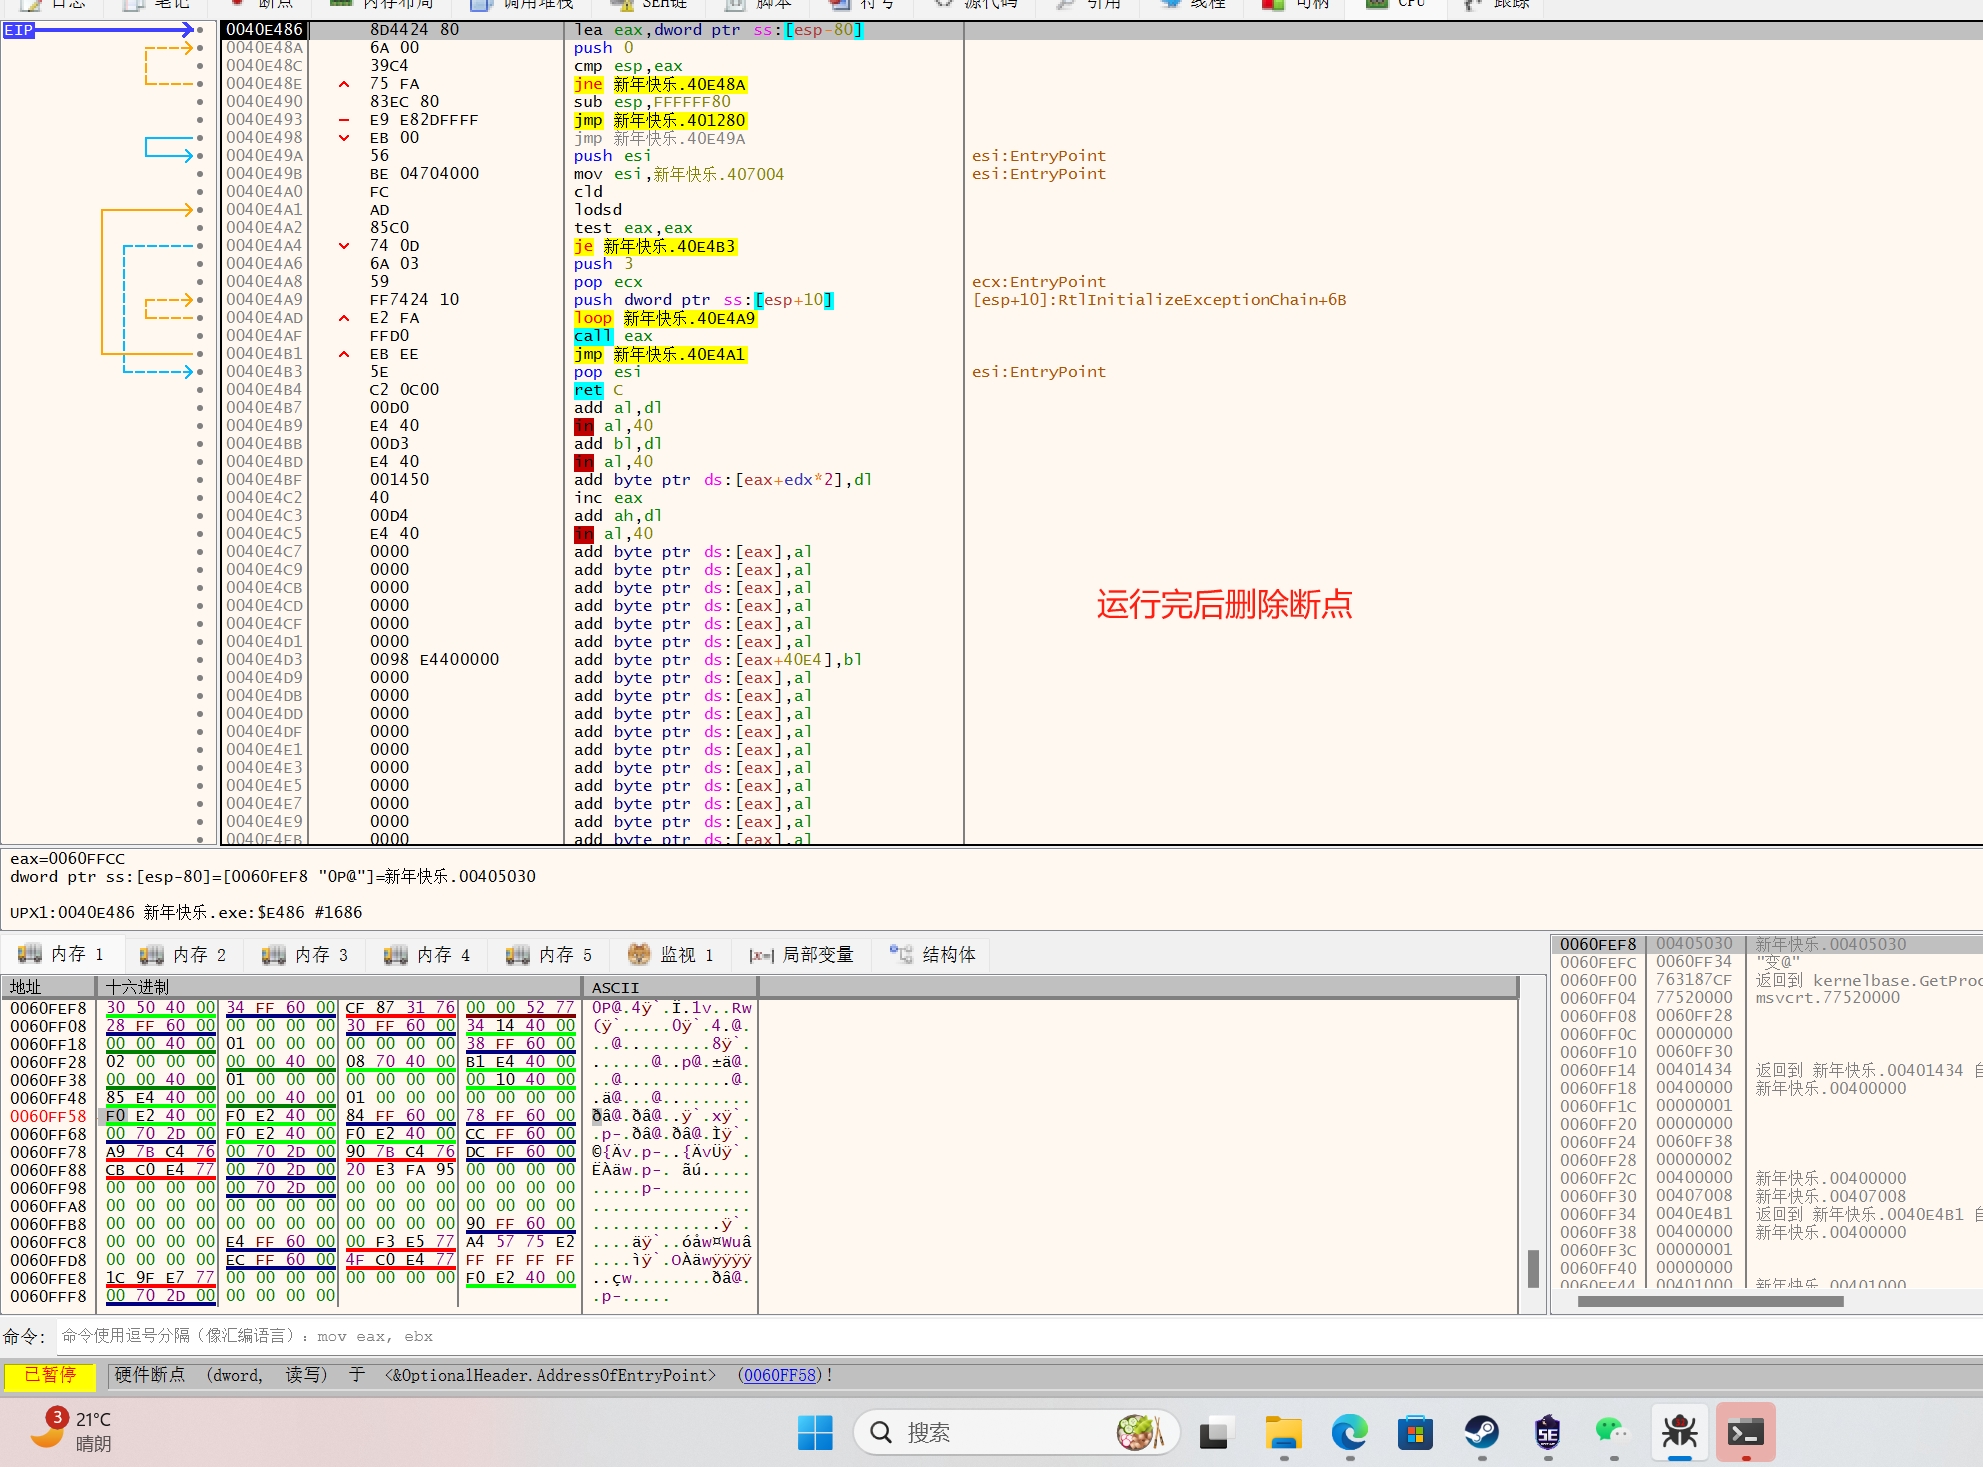 日志 笔记 断点 内存布局 调用堆栈 SEH链 脚本 符号 源代码 引用 线程 句柄 CPU 跟踪
EIP
0040E486 8D4424 80 lea eax,dword ptr ss:[esp-80]
0040E48A 6A 00 push 0
0040E48C 39C4 cmp esp,eax
0040E48E 75 FA jne 新年快乐.40E48A
0040E490 83EC 80 sub esp,FFFFFF80
0040E493 E9 E82DFFFF jmp 新年快乐.401280
0040E498 EB 00 jmp 新年快乐.40E49A
0040E49A 56 push esi esi:EntryPoint
0040E49B BE 04704000 mov esi,新年快乐.407004 esi:EntryPoint
0040E4A0 FC cld
0040E4A1 AD lodsd
0040E4A2 85C0 test eax,eax
0040E4A4 74 0D je 新年快乐.40E4B3
0040E4A6 6A 03 push 3
0040E4A8 59 pop ecx ecx:EntryPoint
0040E4A9 FF7424 10 push dword ptr ss:[esp+10] [esp+10]:RtlInitializeExceptionChain+6B
0040E4AD E2 FA loop 新年快乐.40E4A9
0040E4AF FFD0 call eax
0040E4B1 EB EE jmp 新年快乐.40E4A1
0040E4B3 5E pop esi esi:EntryPoint
0040E4B4 C2 0C00 ret C
0040E4B7 00D0 add al,dl
0040E4B9 E4 40 in al,40
0040E4BB 00D3 add bl,dl
0040E4BD E4 40 in al,40
0040E4BF 001450 add byte ptr ds:[eax+edx*2],dl
0040E4C2 40 inc eax
0040E4C3 00D4 add ah,dl
0040E4C5 E4 40 in al,40
0040E4C7 0000 add byte ptr ds:[eax],al
0040E4C9 0000 add byte ptr ds:[eax],al
0040E4CB 0000 add byte ptr ds:[eax],al
0040E4CD 0000 add byte ptr ds:[eax],al
0040E4CF 0000 add byte ptr ds:[eax],al
0040E4D1 0000 add byte ptr ds:[eax],al
0040E4D3 0098 E4400000 add byte ptr ds:[eax+40E4],bl
0040E4D9 0000 add byte ptr ds:[eax],al
0040E4DB 0000 add byte ptr ds:[eax],al
0040E4DD 0000 add byte ptr ds:[eax],al
0040E4DF 0000 add byte ptr ds:[eax],al
0040E4E1 0000 add byte ptr ds:[eax],al
0040E4E3 0000 add byte ptr ds:[eax],al
0040E4E5 0000 add byte ptr ds:[eax],al
0040E4E7 0000 add byte ptr ds:[eax],al
0040E4E9 0000 add byte ptr ds:[eax],al
0040E4EB 0000 add byte ptr ds:[eax],al
运行完后删除断点
eax=0060FFCC
dword ptr ss:[esp-80]=[0060FEF8 "0P@"]=新年快乐.00405030
UPX1:0040E486 新年快乐.exe:$E486 #1686
内存 1 内存 2 内存 3 内存 4 内存 5 监视 1 |x=| 局部变量 结构体
地址 十六进制 ASCII
0060FEF8 30 50 40 00 34 FF 60 00 CF 87 31 76 00 00 52 77 0P@.4ÿ`.Ï.1v..Rw
0060FF08 28 FF 60 00 00 00 00 00 30 FF 60 00 34 14 40 00 (ÿ`.....0ÿ`.4.@.
0060FF18 00 00 40 00 01 00 00 00 00 00 00 00 38 FF 60 00 ..@.........8ÿ`.
0060FF28 02 00 00 00 00 00 40 00 08 70 40 00 B1 E4 40 00 ......@..p@.±ä@.
0060FF38 00 00 40 00 01 00 00 00 00 00 00 00 00 10 40 00 ..@...........@.
0060FF48 85 E4 40 00 00 00 40 00 01 00 00 00 00 00 00 00 .ä@...@.........
0060FF58 F0 E2 40 00 F0 E2 40 00 84 FF 60 00 78 FF 60 00 ðâ@.ðâ@..ÿ`.xÿ`.
0060FF68 00 70 2D 00 F0 E2 40 00 F0 E2 40 00 CC FF 60 00 .p-.ðâ@.ðâ@.Ìÿ`.
0060FF78 A9 7B C4 76 00 70 2D 00 90 7B C4 76 DC FF 60 00 ©{Äv.p-..{ÄvÜÿ`.
0060FF88 CB C0 E4 77 00 70 2D 00 20 E3 FA 95 00 00 00 00 ËÀäw.p-. ãú.....
0060FF98 00 00 00 00 00 70 2D 00 00 00 00 00 00 00 00 00 .....p-.........
0060FFA8 00 00 00 00 00 00 00 00 00 00 00 00 00 00 00 00 ................
0060FFB8 00 00 00 00 00 00 00 00 00 00 00 00 90 FF 60 00 .............ÿ`.
0060FFC8 00 00 00 00 E4 FF 60 00 00 F3 E5 77 A4 57 75 E2 ....äÿ`..óåw¤Wuâ
0060FFD8 00 00 00 00 EC FF 60 00 4F C0 E4 77 FF FF FF FF ....ìÿ`.OÀäwÿÿÿÿ
0060FFE8 1C 9F E7 77 00 00 00 00 00 00 00 00 F0 E2 40 00 ..çw........ðâ@.
0060FFF8 00 70 2D 00 00 00 00 00 .p-.....
0060FEF8 00405030 新年快乐.00405030
0060FEFC 0060FF34 "变@"
0060FF00 763187CF 返回到 kernelbase.GetProc
0060FF04 77520000 msvcrt.77520000
0060FF08 0060FF28
0060FF0C 00000000
0060FF10 0060FF30
0060FF14 00401434 返回到 新年快乐.00401434 自
0060FF18 00400000 新年快乐.00400000
0060FF1C 00000001
0060FF20 00000000
0060FF24 0060FF38
0060FF28 00000002
0060FF2C 00400000 新年快乐.00400000
0060FF30 00407008 新年快乐.00407008
0060FF34 0040E4B1 返回到 新年快乐.0040E4B1 自
0060FF38 00400000 新年快乐.00400000
0060FF3C 00000001
0060FF40 00000000
0060FF44 00401000 新年快乐.00401000
命令: 命令使用逗号分隔（像汇编语言）: mov eax, ebx
已暂停 硬件断点 (dword, 读写) 于 <&OptionalHeader.AddressOfEntryPoint> (0060FF58)!
3 21°C
晴朗
搜索
SE